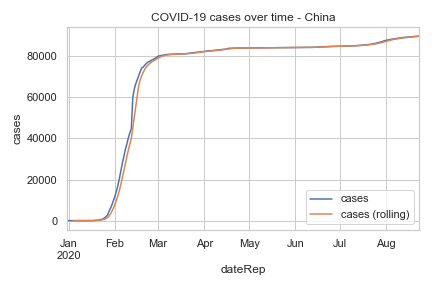 COVID-19 cases over time - China
cases
80000
60000
40000
20000
0
cases
cases (rolling)
Jan Feb Mar Apr May Jun Jul Aug
2020
dateRep